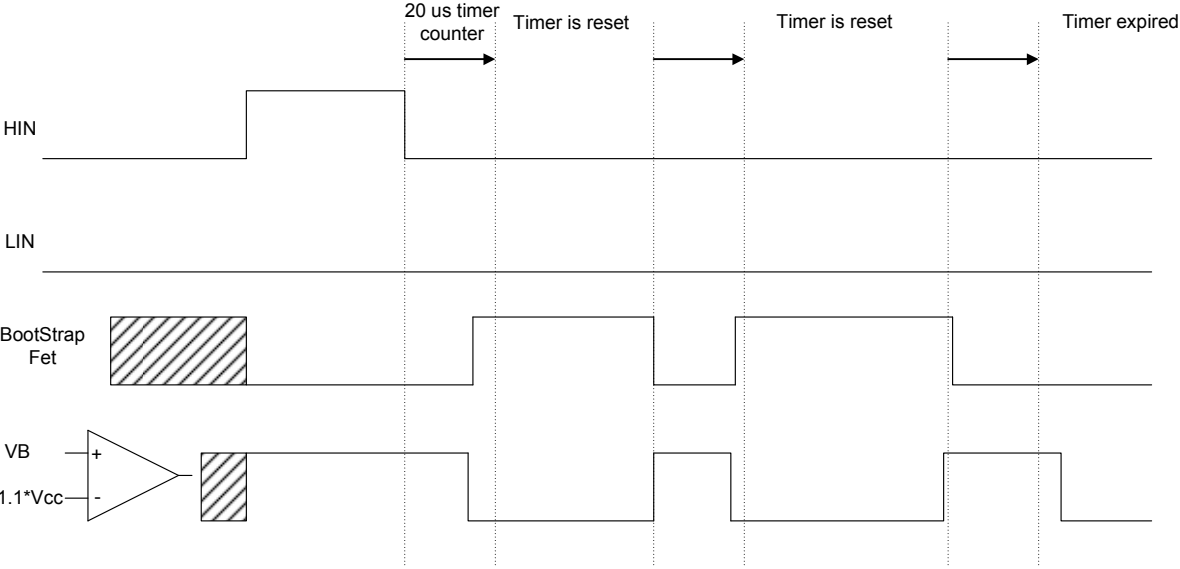 20 us timer
counter
Timer is reset
Timer is reset
Timer expired
HIN
LIN
BootStrap
Fet
VB
+
1.1*Vcc
-